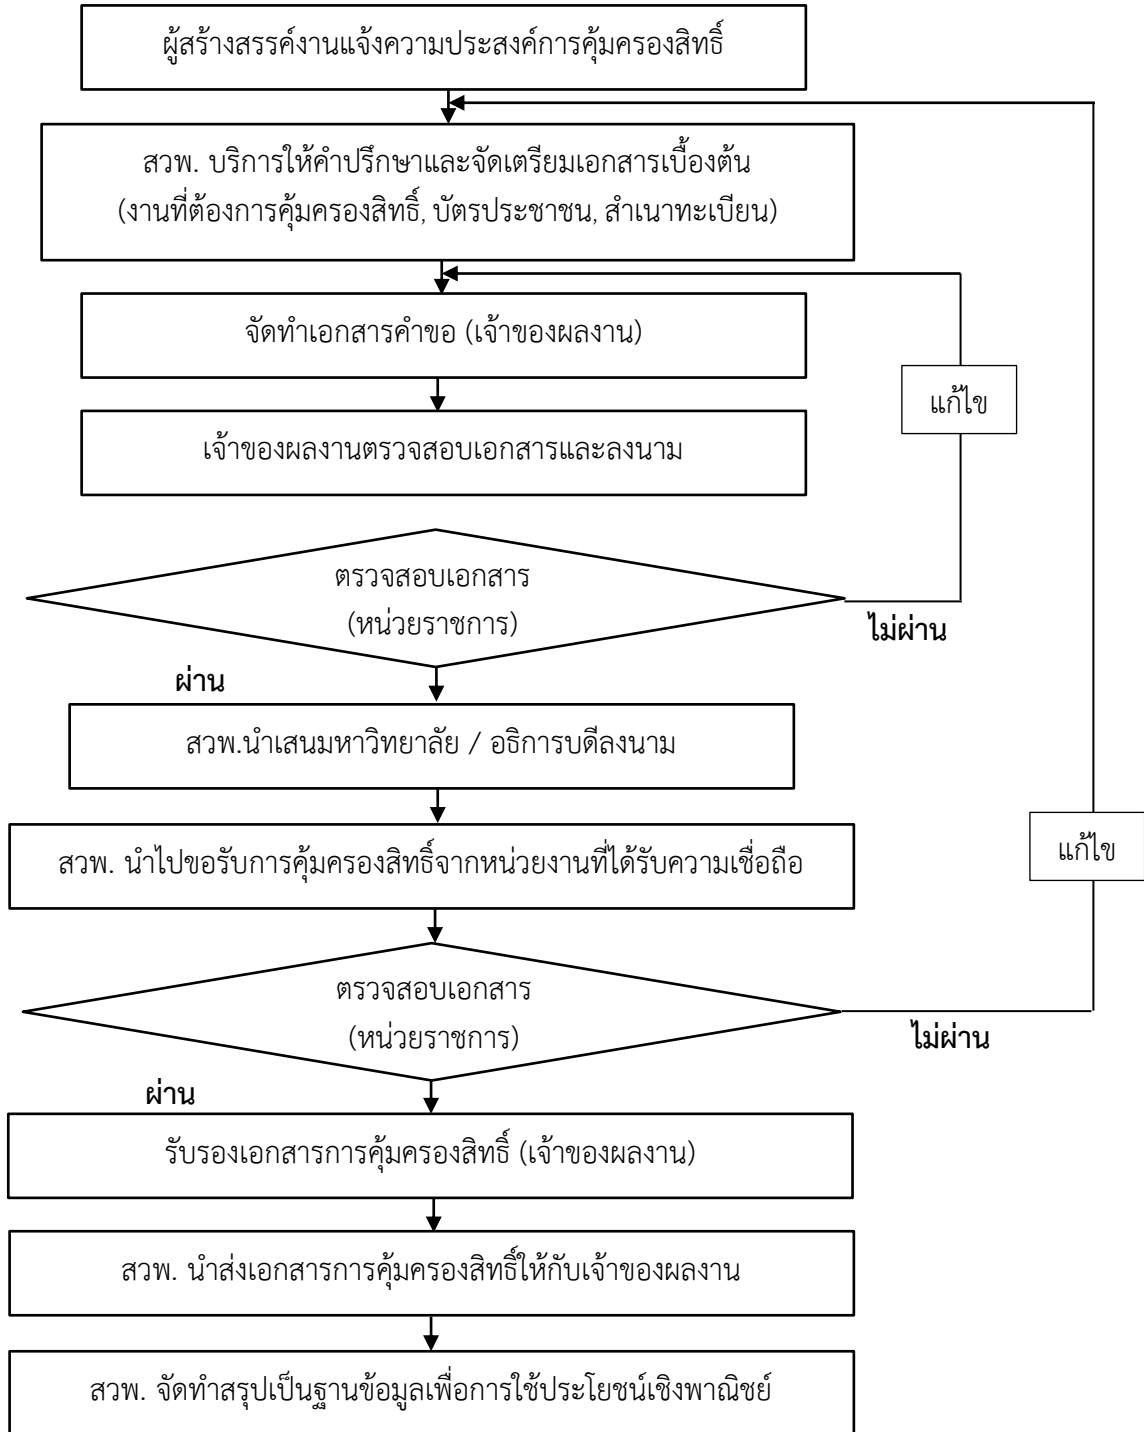 ผู้สร้างสรรค์งานแจ้งความประสงค์การคุ้มครองสิทธิ์
สวพ. บริการให้คำปรึกษาและจัดเตรียมเอกสารเบื้องต้น
(งานที่ต้องการคุ้มครองสิทธิ์, บัตรประชาชน, สำเนาทะเบียน)
จัดทำเอกสารคำขอ (เจ้าของผลงาน)
แก้ไข
เจ้าของผลงานตรวจสอบเอกสารและลงนาม
ตรวจสอบเอกสาร
(หน่วยราชการ)
ไม่ผ่าน
ผ่าน
สวพ.นำเสนมหาวิทยาลัย / อธิการบดีลงนาม
สวพ. นำไปขอรับการคุ้มครองสิทธิ์จากหน่วยงานที่ได้รับความเชื่อถือ
แก้ไข
ตรวจสอบเอกสาร
(หน่วยราชการ)
ไม่ผ่าน
ผ่าน
รับรองเอกสารการคุ้มครองสิทธิ์ (เจ้าของผลงาน)
สวพ. นำส่งเอกสารการคุ้มครองสิทธิ์ให้กับเจ้าของผลงาน
สวพ. จัดทำสรุปเป็นฐานข้อมูลเพื่อการใช้ประโยชน์เชิงพาณิชย์